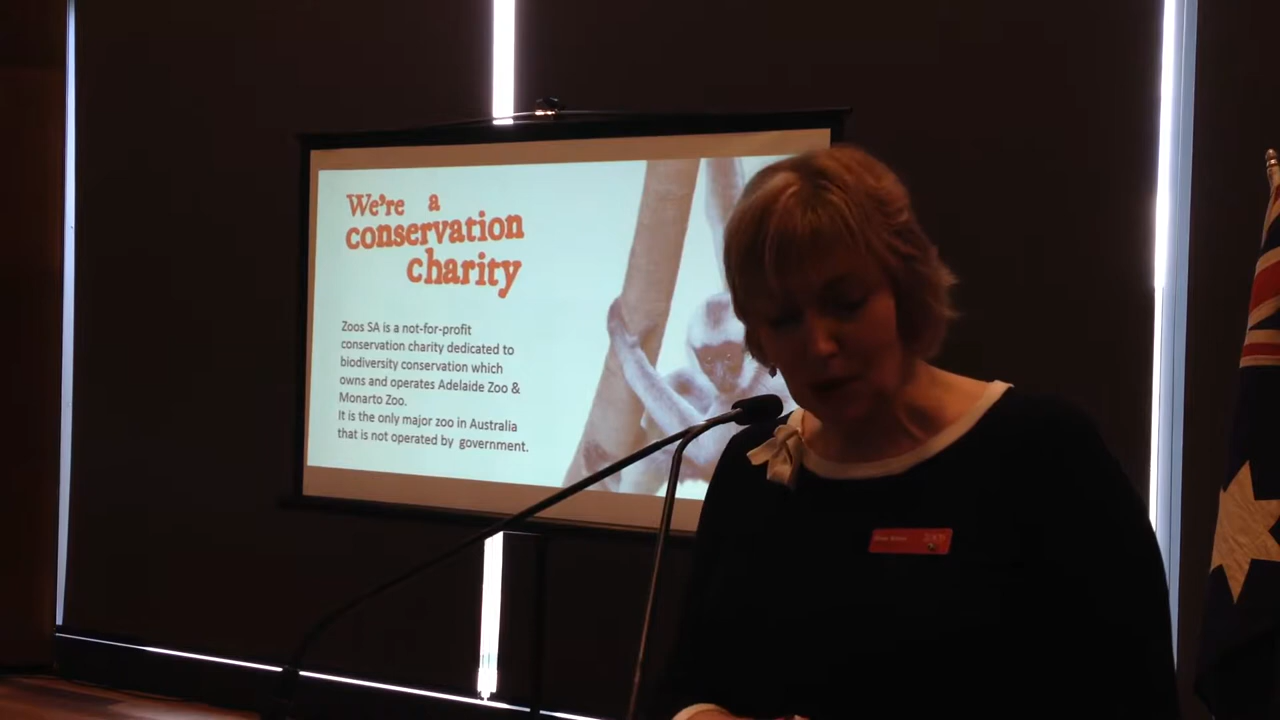 We're a
conservation
charity
Zoos SA is a not-for-profit
conservation charity dedicated to
biodiversity conservation which
owns and operates Adelaide Zoo &
Monarto Zoo.
It is the only major zoo in Australia
that is not operated by government.